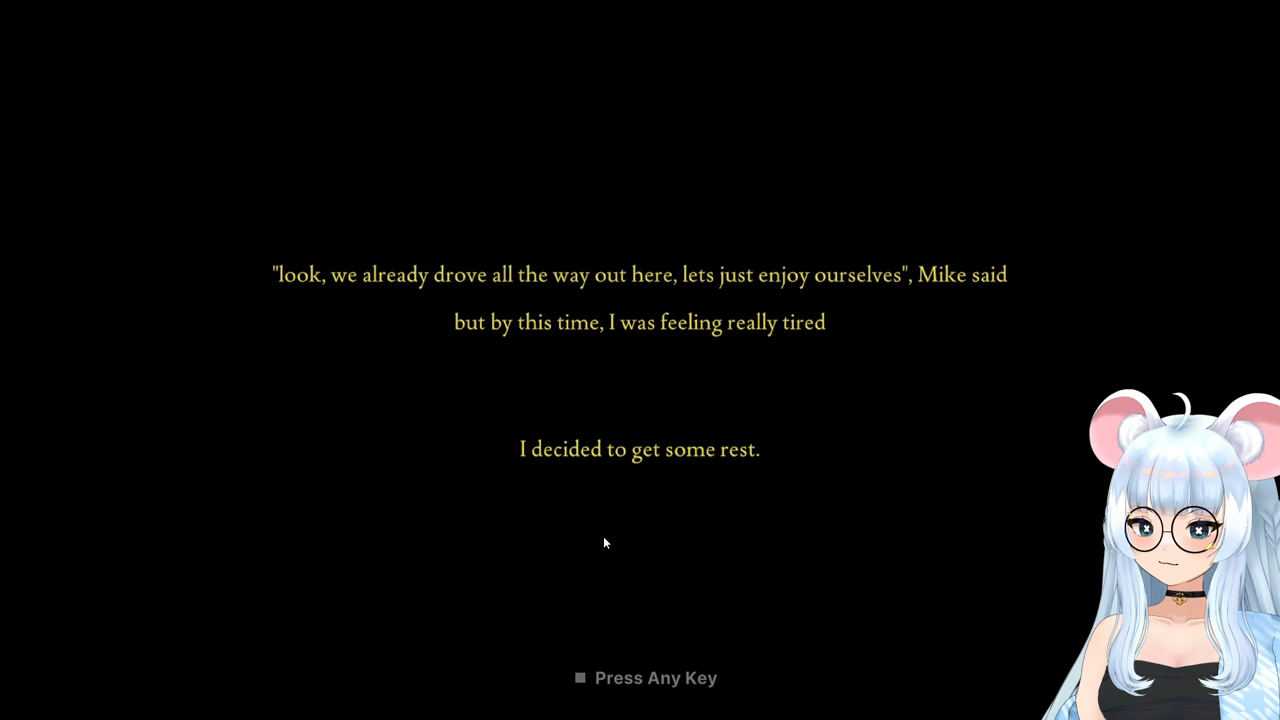 "look, we already drove all the way out here, lets just enjoy ourselves", Mike said
but by this time, I was feeling really tired
I decided to get some rest.
Press Any Key